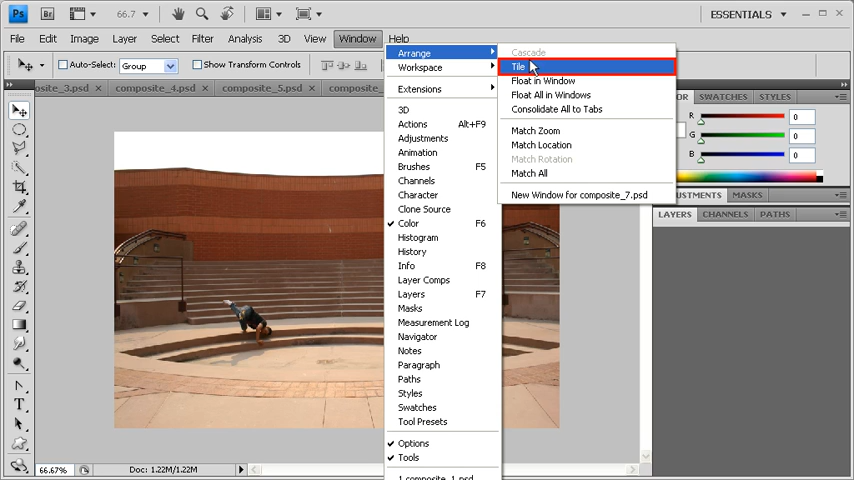 Ps Br 66.7 ESSENTIALS
File Edit Image Layer Select Filter Analysis 3D View Window Help
Auto-Select: Group Show Transform Controls
osite_3.psd × composite_4.psd × composite_5.psd ×
Arrange
Workspace
Extensions
3D
Actions Alt+F9
Adjustments
Animation
Brushes F5
Channels
Character
Clone Source
Color F6
Histogram
History
Info F8
Layer Comps
Layers F7
Masks
Measurement Log
Navigator
Notes
Paragraph
Paths
Styles
Swatches
Tool Presets
Options
Tools
1 composite_1.psd
Cascade
Tile
Float in Window
Float All in Windows
Consolidate All to Tabs
Match Zoom
Match Location
Match Rotation
Match All
New Window for composite_7.psd
OR SWATCHES STYLES
R 0
G 0
B 0
USTMENTS MASKS
LAYERS CHANNELS PATHS
T
66.67% Doc: 1.22M/1.22M